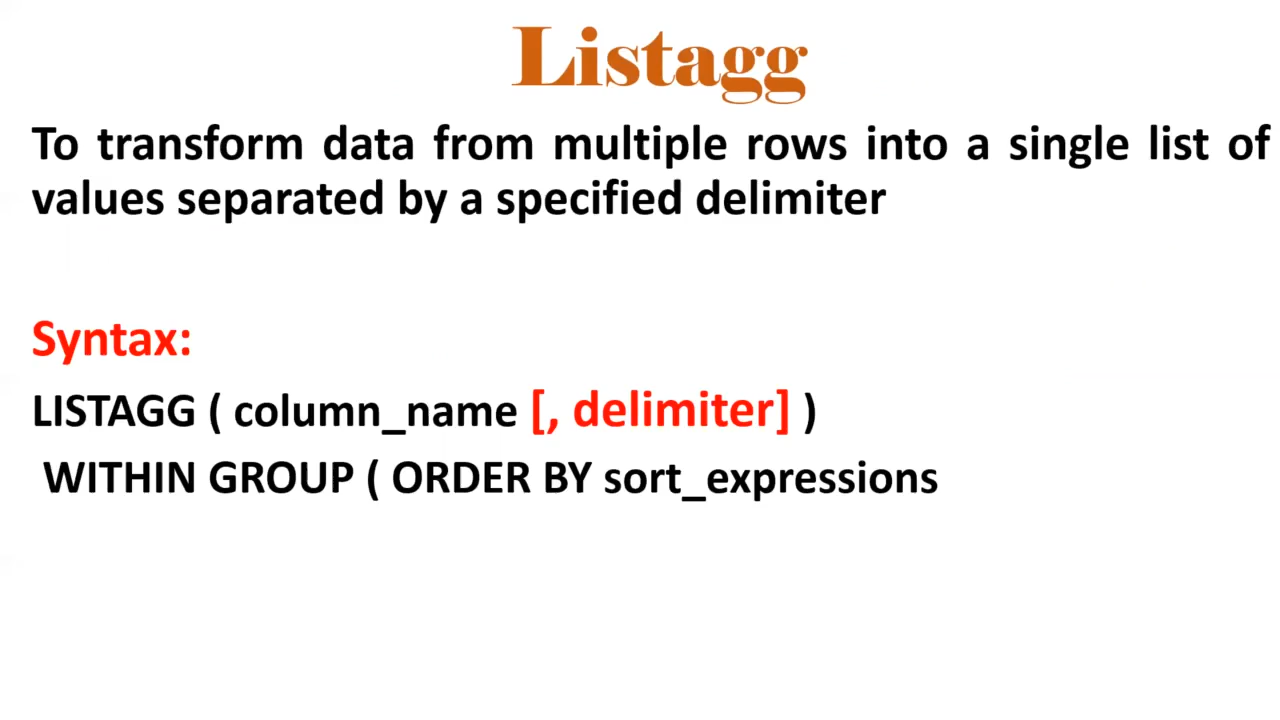 Listagg
To transform data from multiple rows into a single list of
values separated by a specified delimiter
Syntax:
LISTAGG ( column_name [, delimiter] )
WITHIN GROUP ( ORDER BY sort_expressions